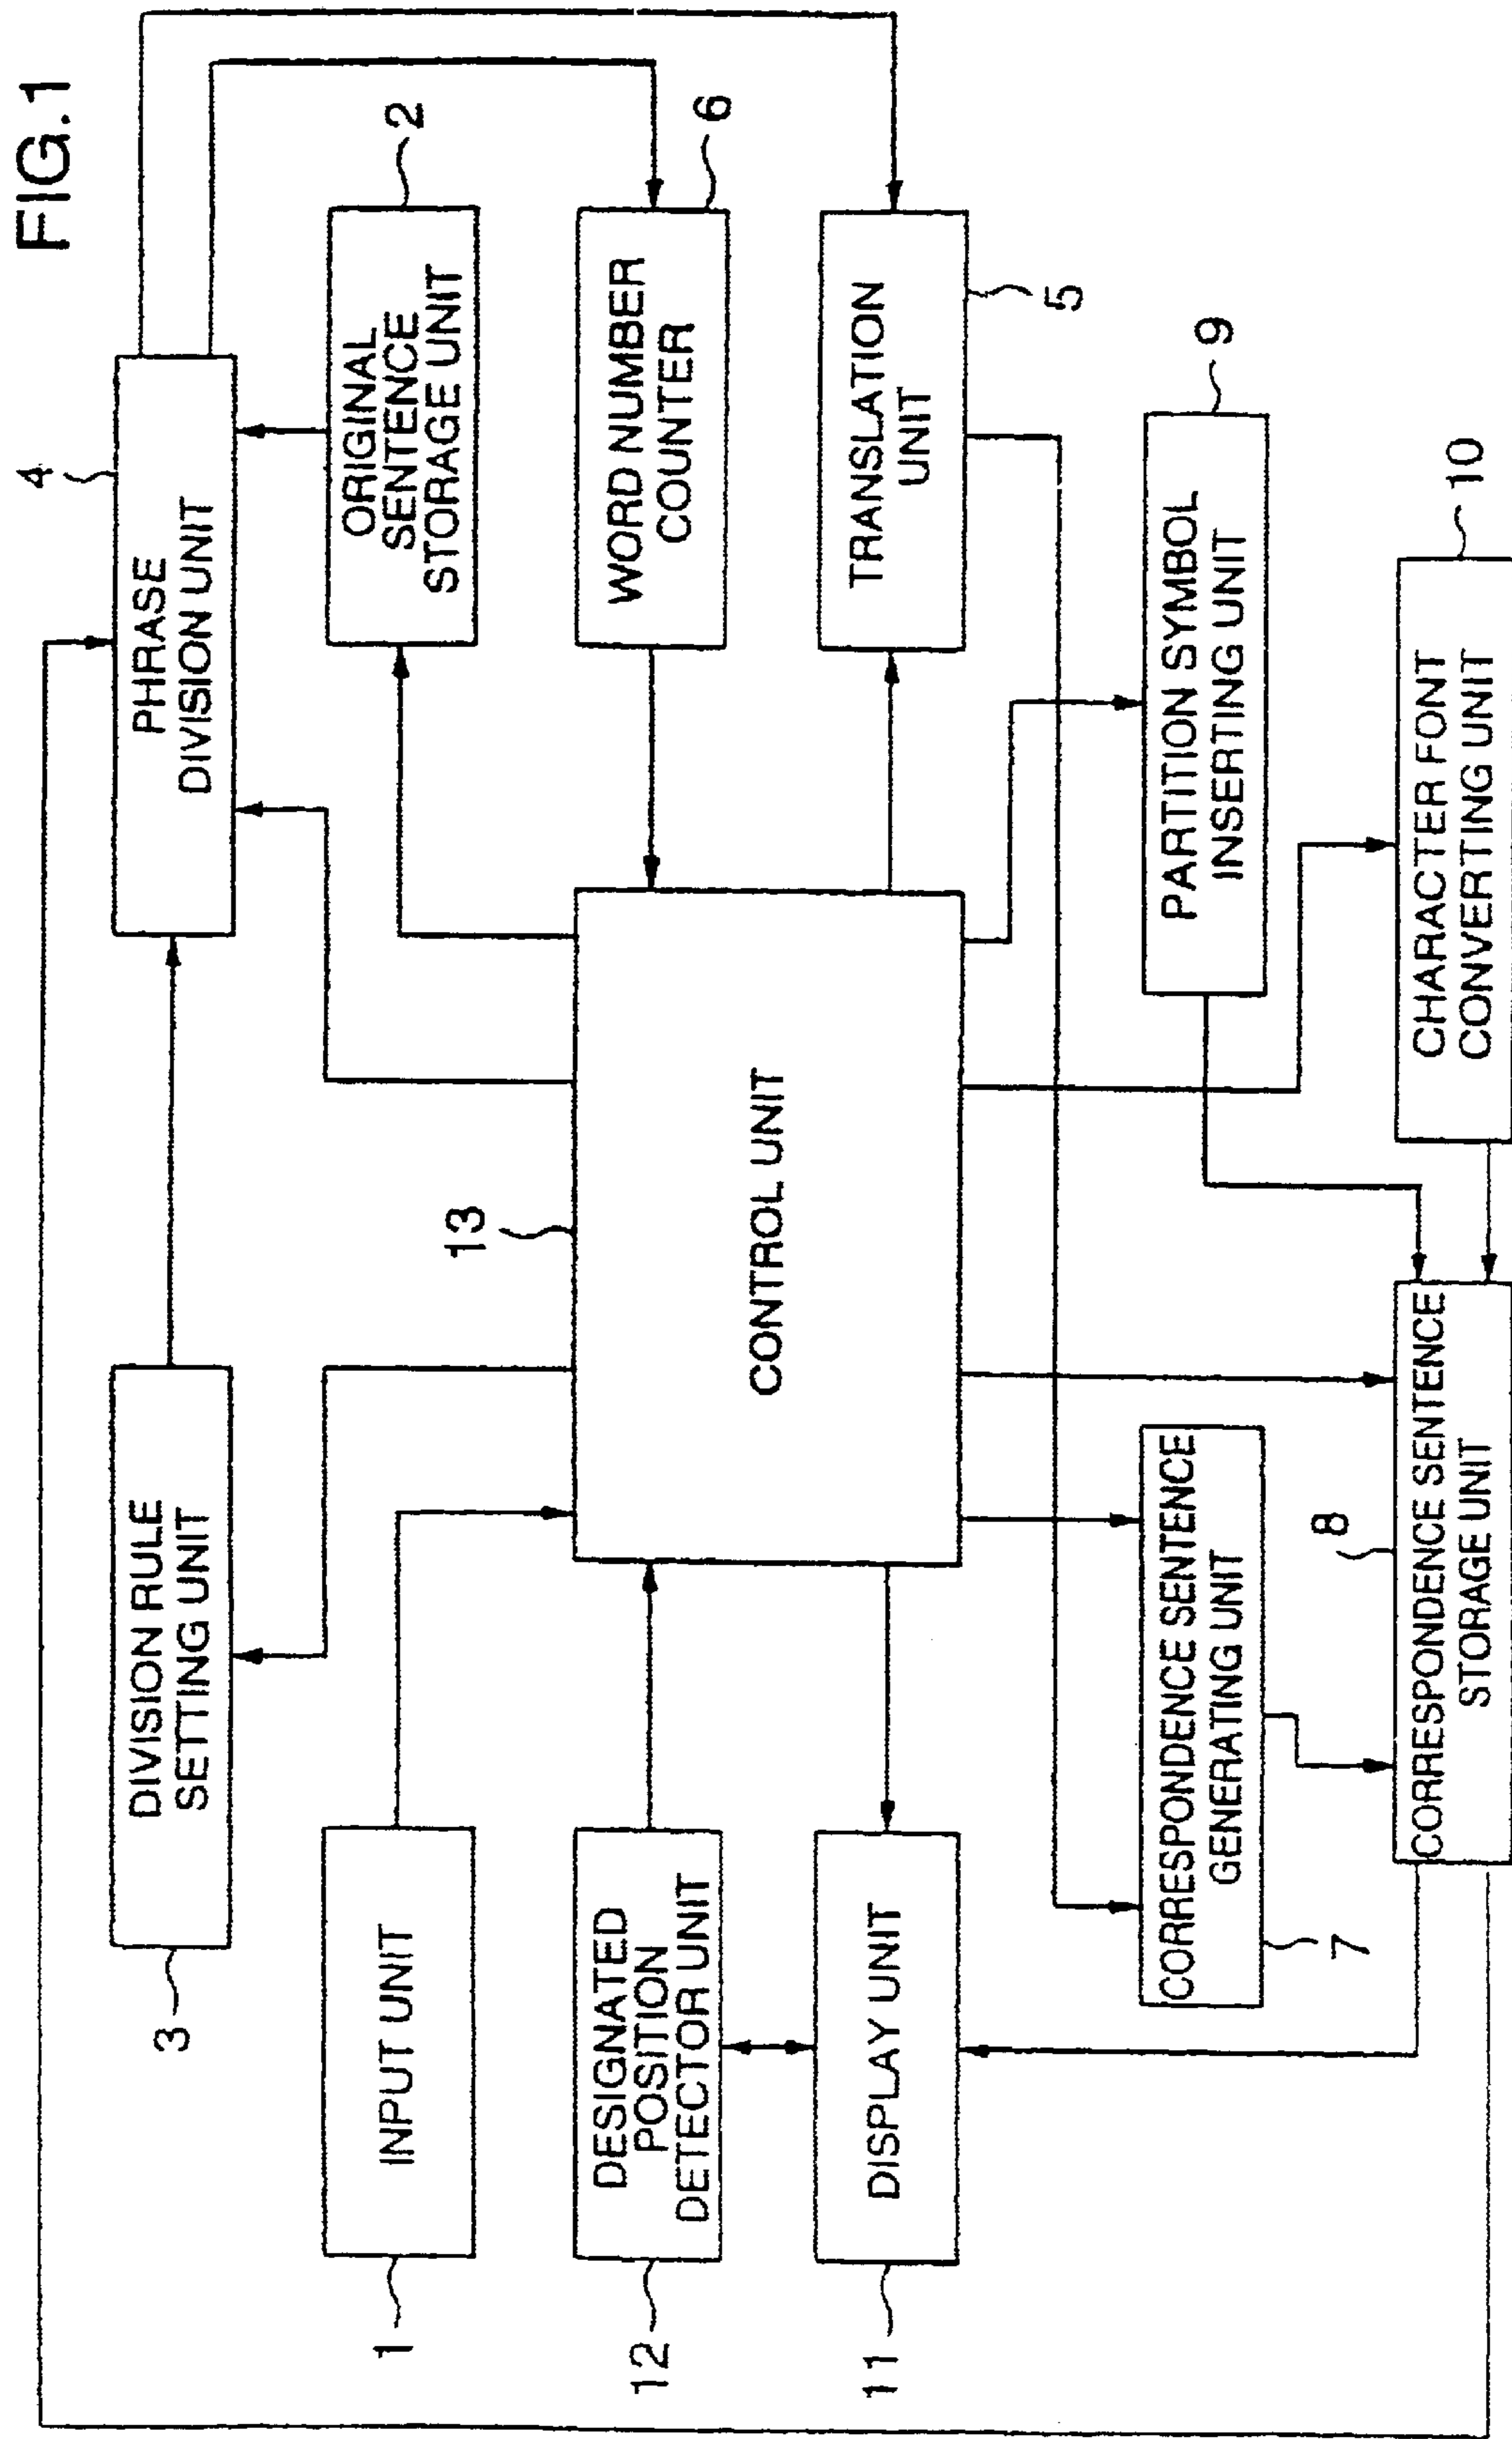 FIG.1
3
DIVISION RULE
SETTING UNIT
4
PHRASE
DIVISION UNIT
1
INPUT UNIT
2
ORIGINAL
SENTENCE
STORAGE UNIT
12
DESIGNATED
POSITION
DETECTOR UNIT
13
CONTROL UNIT
6
WORD NUMBER
COUNTER
11
DISPLAY UNIT
5
TRANSLATION
UNIT
7
CORRESPONDENCE SENTENCE
GENERATING UNIT
9
PARTITION SYMBOL
INSERTING UNIT
8
CORRESPONDENCE SENTENCE
STORAGE UNIT
10
CHARACTER FONT
CONVERTING UNIT